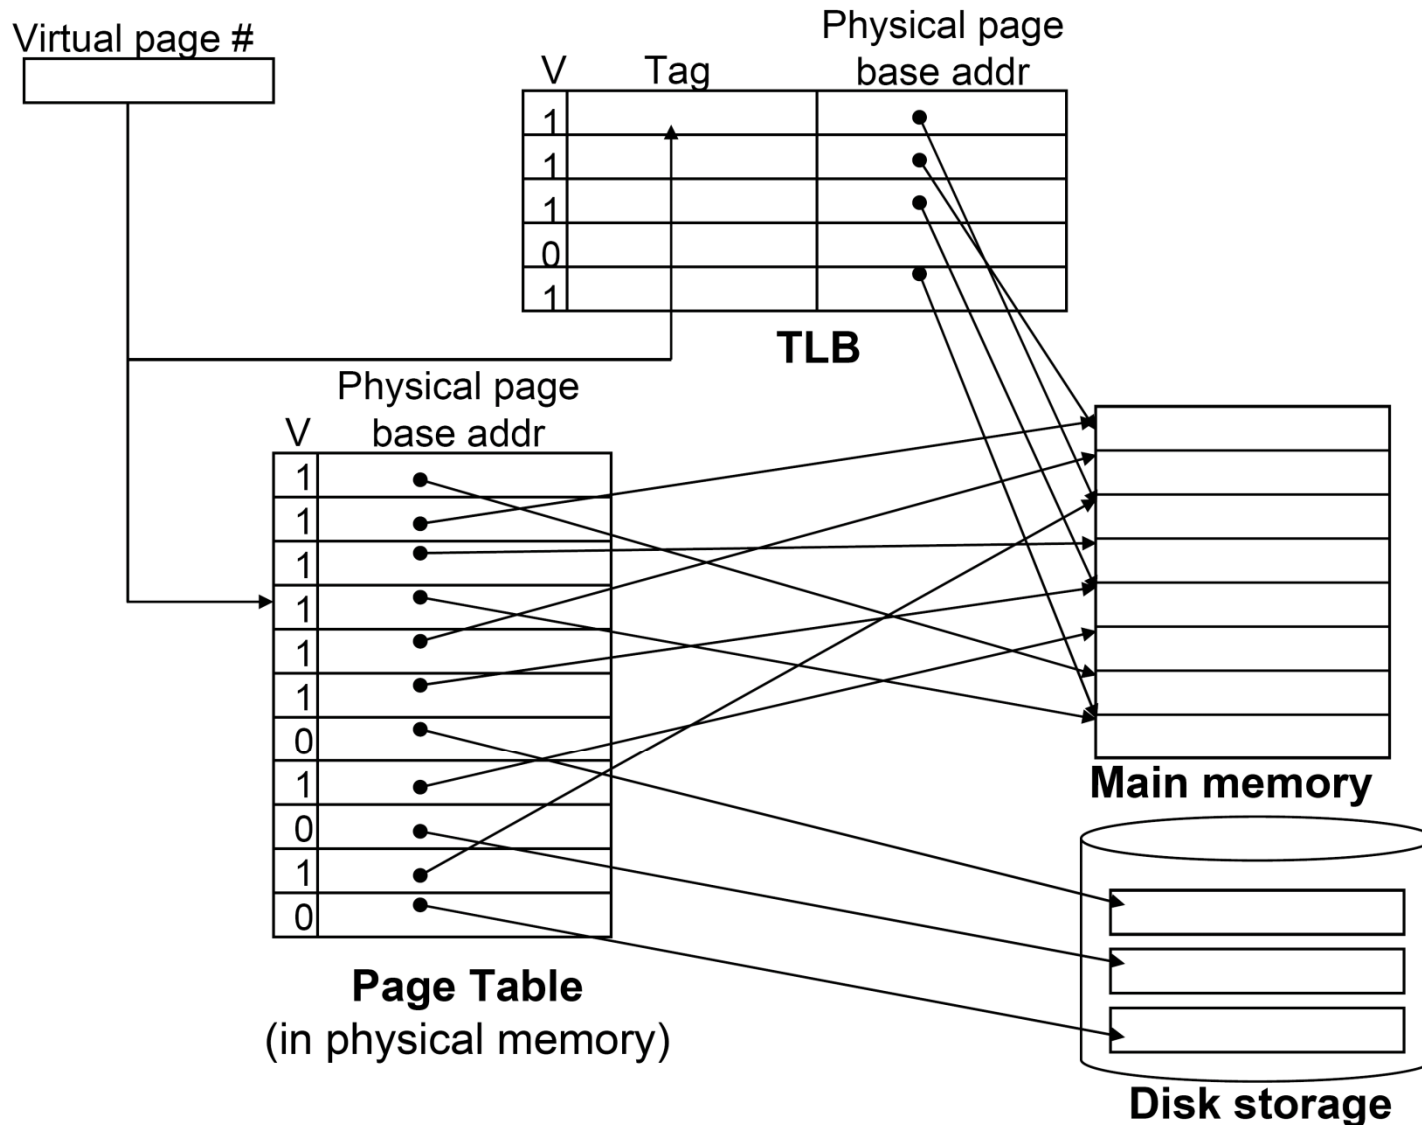 Virtual page #
Physical page
base addr
V
Tag
1
1
1
0
1
TLB
Physical page
base addr
V
1
1
1
1
1
1
0
1
0
1
0
Page Table
(in physical memory)
Main memory
Disk storage